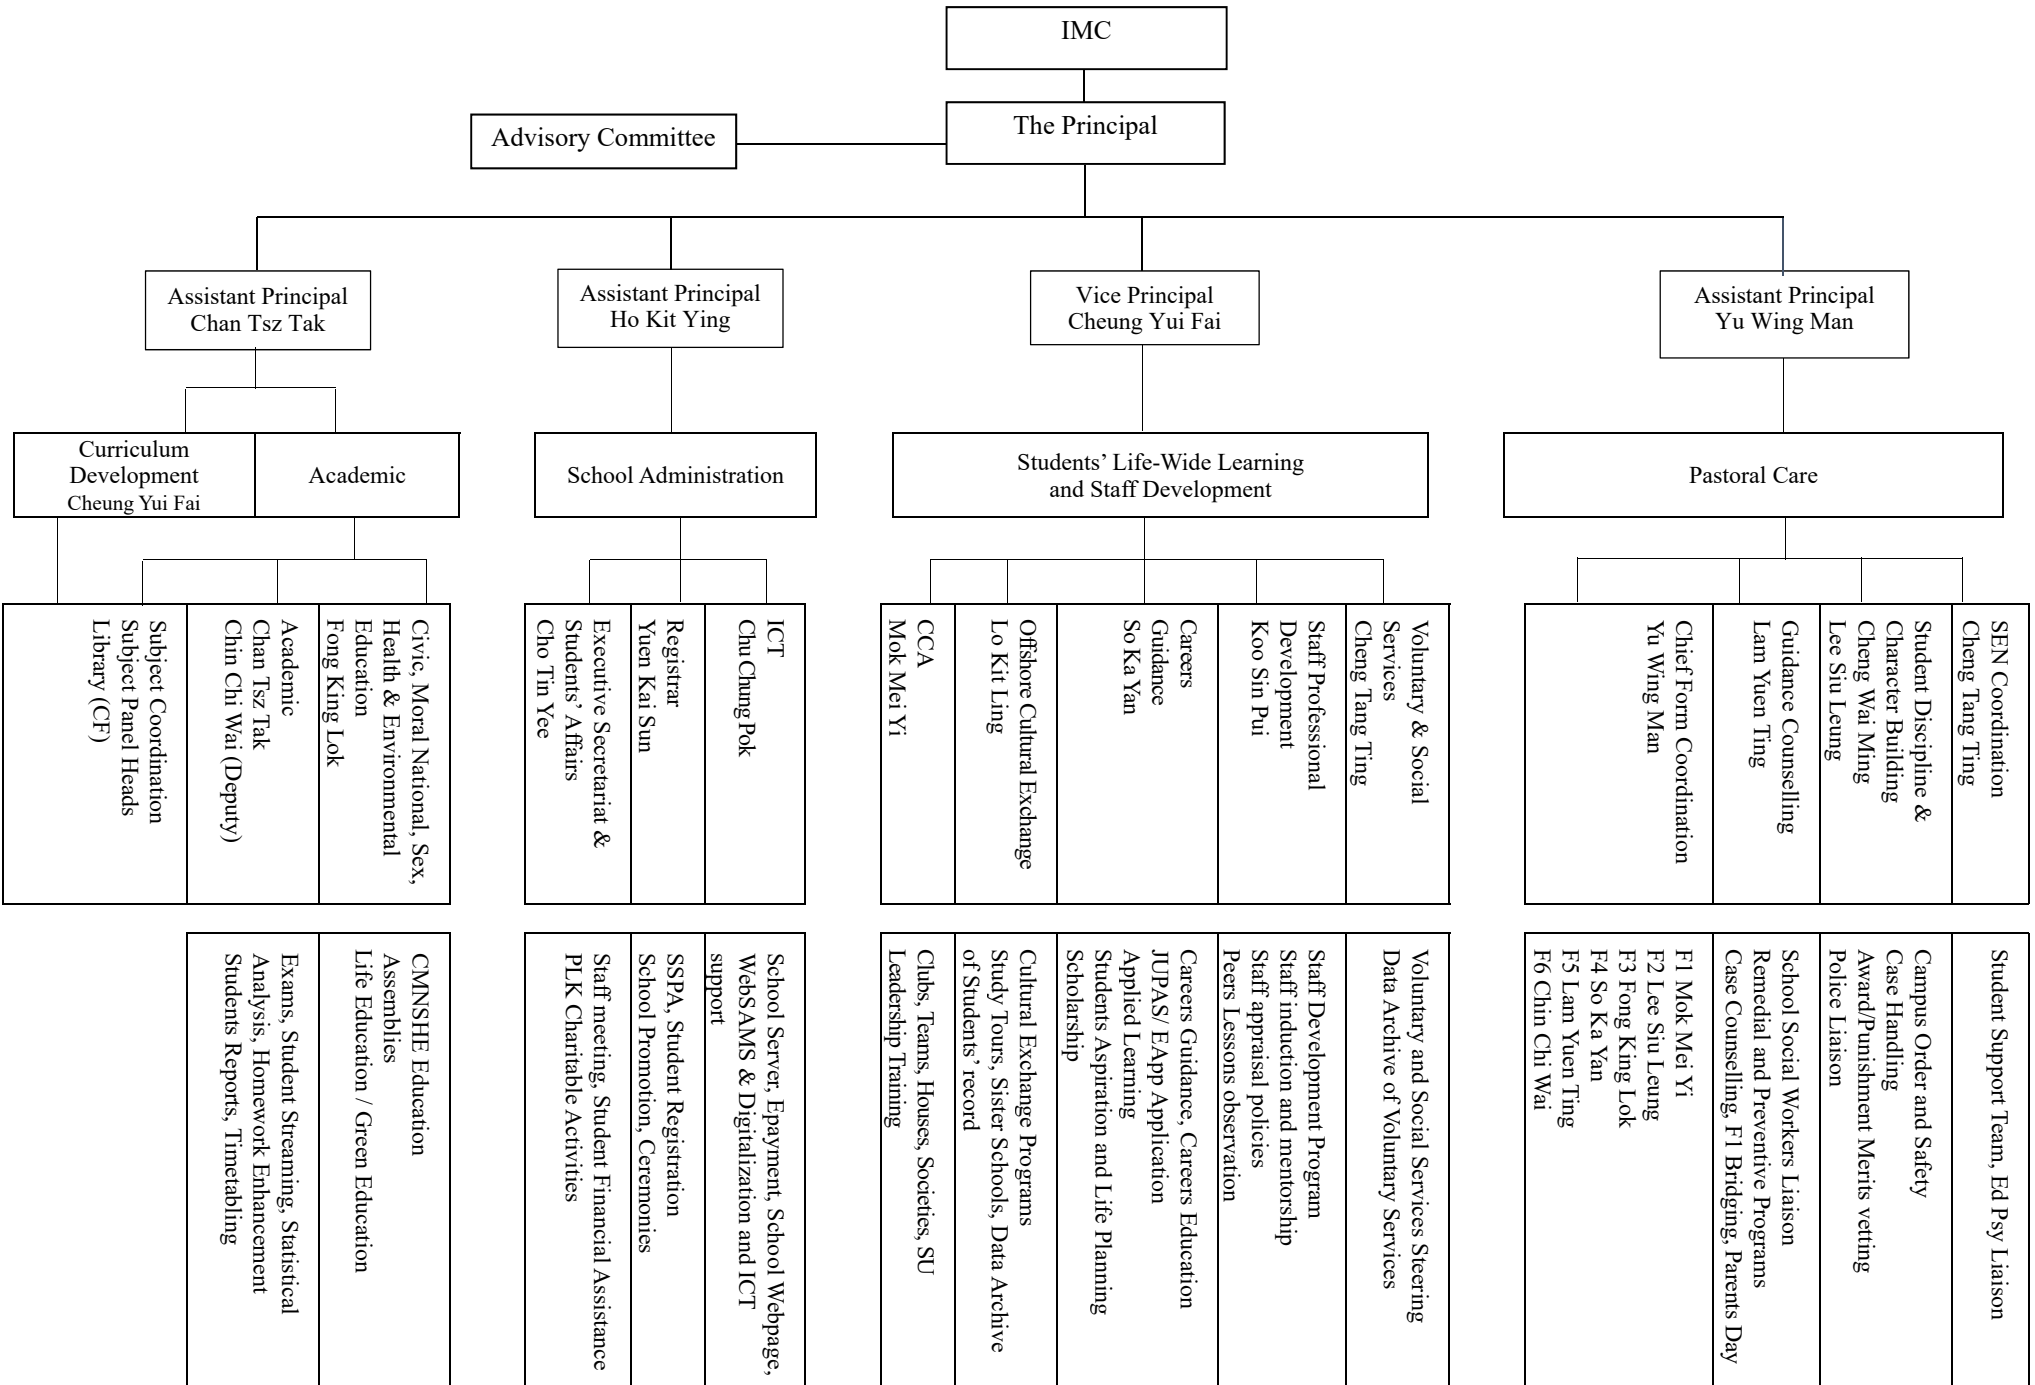 IMC
The Principal
Advisory Committee
Assistant Principal
Chan Tsz Tak
Assistant Principal
Ho Kit Ying
Vice Principal
Cheung Yui Fai
Assistant Principal
Yu Wing Man
Curriculum
Development
Cheung Yui Fai
Academic
School Administration
Students’ Life-Wide Learning
and Staff Development
Pastoral Care
Subject Coordination
Subject Panel Heads
Library (CF)
Academic
Chan Tsz Tak
Chin Chi Wai (Deputy)
Civic, Moral National, Sex,
Health & Environmental
Education
Fong King Lok
Executive Secretariat &
Students’ Affairs
Cho Tin Yee
Registrar
Yuen Kai Sun
ICT
Chu Chung Pok
CCA
Mok Mei Yi
Offshore Cultural Exchange
Lo Kit Ling
Careers
Guidance
So Ka Yan
Staff Professional
Development
Koo Sin Pui
Voluntary & Social
Services
Cheng Tang Ting
Chief Form Coordination
Yu Wing Man
Guidance Counselling
Lam Yuen Ting
Student Discipline &
Character Building
Cheng Wai Ming
Lee Siu Leung
SEN Coordination
Cheng Tang Ting
Exams, Student Streaming, Statistical
Analysis, Homework Enhancement
Students Reports, Timetabling
CMNSHE Education
Assemblies
Life Education / Green Education
Staff meeting, Student Financial Assistance
PLK Charitable Activities
SSPA, Student Registration
School Promotion, Ceremonies
School Server, Epayment, School Webpage,
WebSAMS & Digitalization and ICT
support
Clubs, Teams, Houses, Societies, SU
Leadership Training
Cultural Exchange Programs
Study Tours, Sister Schools, Data Archive
of Students’ record
Careers Guidance, Careers Education
JUPAS/ EApp Application
Applied Learning
Students Aspiration and Life Planning
Scholarship
Staff Development Program
Staff induction and mentorship
Staff appraisal policies
Peers Lessons observation
Voluntary and Social Services Steering
Data Archive of Voluntary Services
F1 Mok Mei Yi
F2 Lee Siu Leung
F3 Fong King Lok
F4 So Ka Yan
F5 Lam Yuen Ting
F6 Chin Chi Wai
School Social Workers Liaison
Remedial and Preventive Programs
Case Counselling, F1 Bridging, Parents Day
Campus Order and Safety
Case Handling
Award/Punishment Merits vetting
Police Liaison
Student Support Team, Ed Psy Liaison